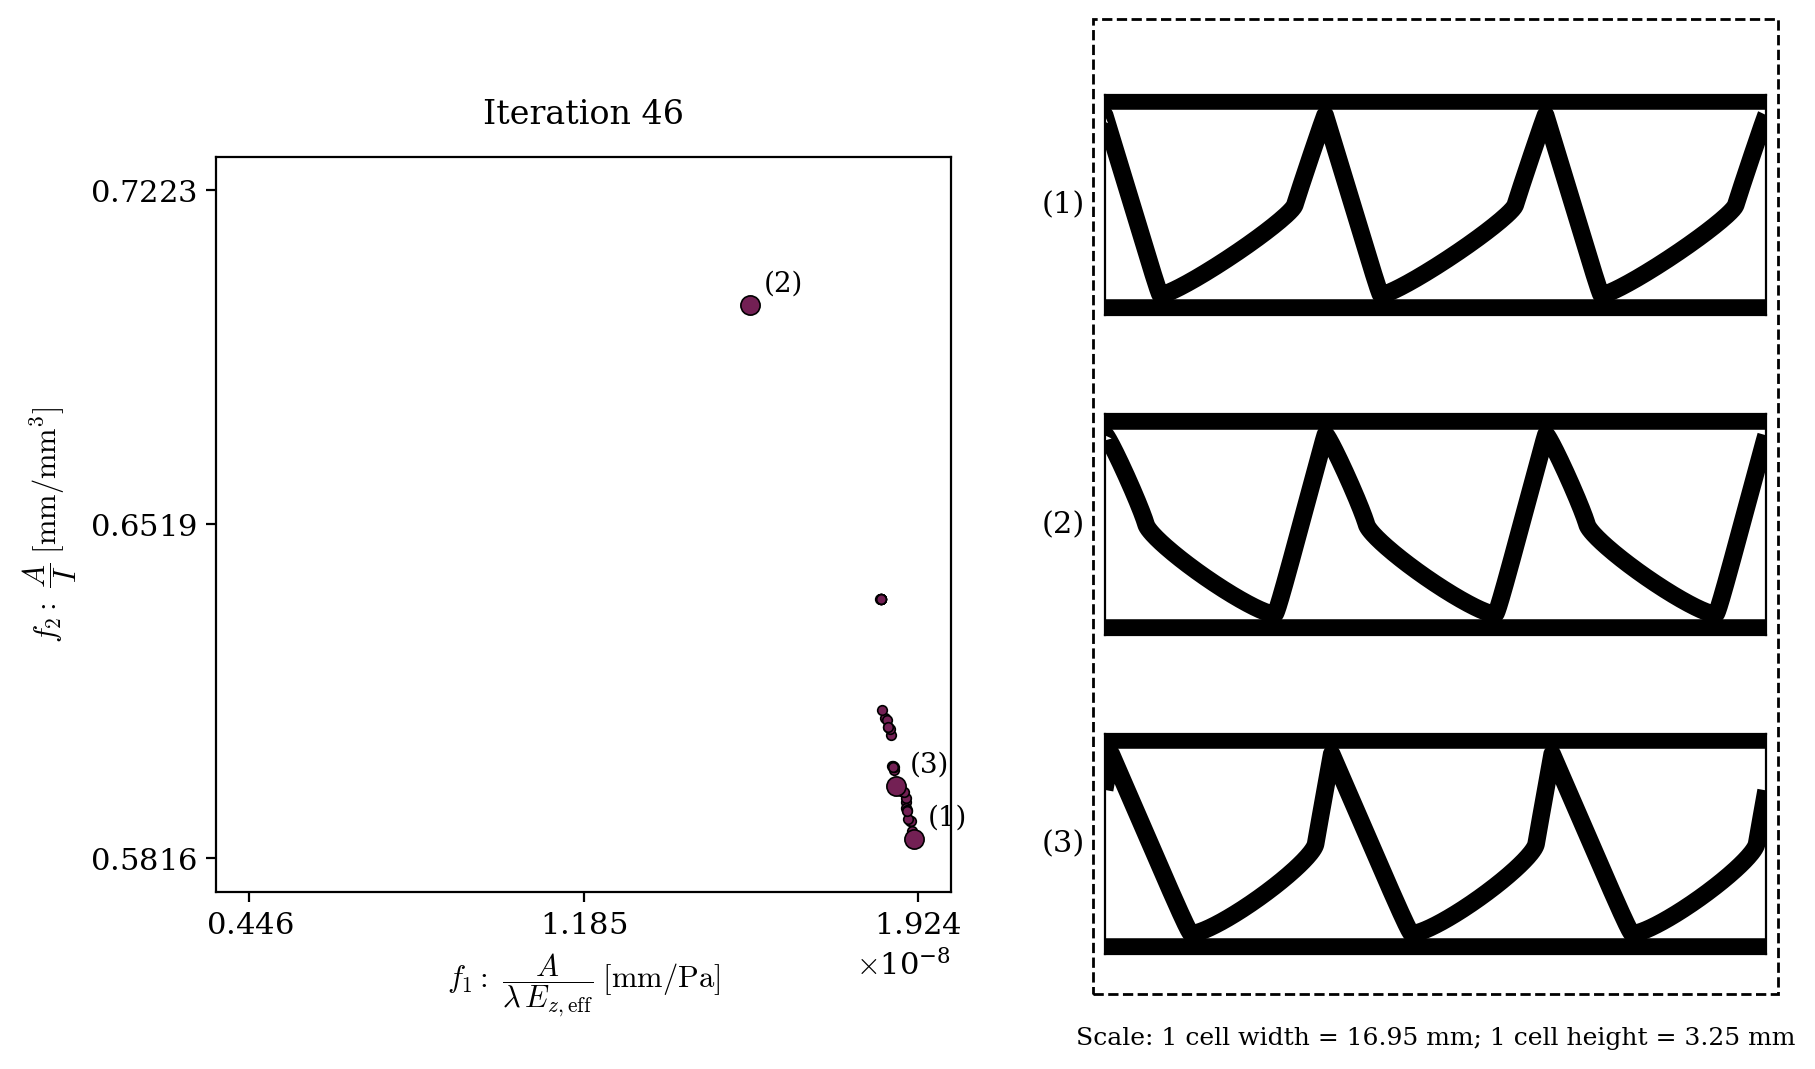 Iteration 46
0.7223
0.6519
0.5816
f₂: A/I [mm/mm³]
(2)
(3)
(1)
0.446 1.185 1.924
×10⁻⁸
f₁: A/(λ E_z,eff) [mm/Pa]
(1)
(2)
(3)
Scale: 1 cell width = 16.95 mm; 1 cell height = 3.25 mm